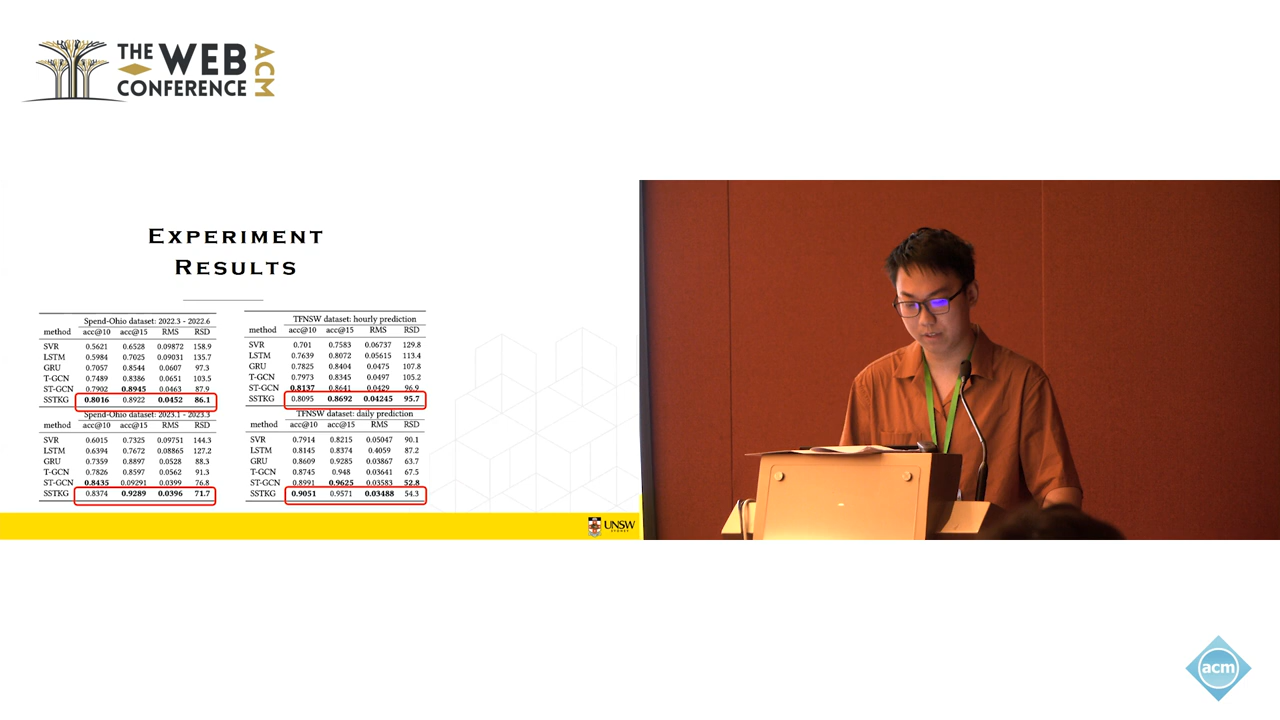 THE WEB
CONFERENCE
ACM
EXPERIMENT
RESULTS
Spend-Ohio dataset: 2022.3 - 2022.6
method acc@10 acc@15 RMS RSD
SVR 0.5621 0.6528 0.09872 158.9
LSTM 0.5984 0.7025 0.09031 135.7
GRU 0.7057 0.8544 0.0607 97.3
T-GCN 0.7489 0.8386 0.0651 103.5
ST-GCN 0.7902 0.8945 0.0463 87.9
SSTKG 0.8016 0.8922 0.0452 86.1
Spend-Ohio dataset: 2023.1 - 2023.3
method acc@10 acc@15 RMS RSD
SVR 0.6015 0.7325 0.09751 144.3
LSTM 0.6394 0.7672 0.08865 127.2
GRU 0.7359 0.8897 0.0528 88.3
T-GCN 0.7826 0.8597 0.0562 91.3
ST-GCN 0.8435 0.09291 0.0399 76.8
SSTKG 0.8374 0.9289 0.0396 71.7
TFNSW dataset: hourly prediction
method acc@10 acc@15 RMS RSD
SVR 0.701 0.7583 0.06737 129.8
LSTM 0.7639 0.8072 0.05615 113.4
GRU 0.7825 0.8404 0.0475 107.8
T-GCN 0.7973 0.8345 0.0497 105.2
ST-GCN 0.8137 0.8641 0.0429 96.9
SSTKG 0.8095 0.8692 0.04245 95.7
TFNSW dataset: daily prediction
method acc@10 acc@15 RMS RSD
SVR 0.7914 0.8215 0.05047 90.1
LSTM 0.8145 0.8374 0.4059 87.2
GRU 0.8609 0.9285 0.03867 63.7
T-GCN 0.8745 0.948 0.03641 67.5
ST-GCN 0.8991 0.9625 0.03583 52.8
SSTKG 0.9051 0.9571 0.03488 54.3
UNSW
SYDNEY
acm